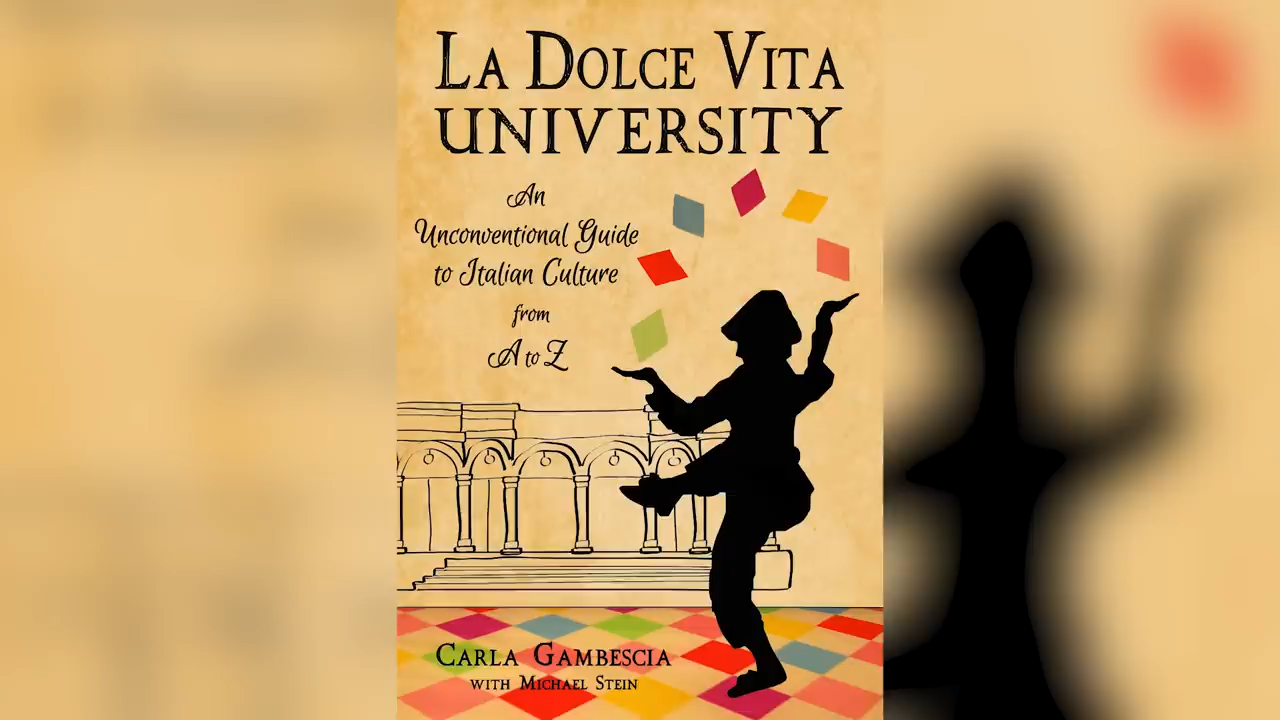 La Dolce Vita
University
An
Unconventional Guide
to Italian Culture
from
A to Z
Carla Gambescia
with Michael Stein